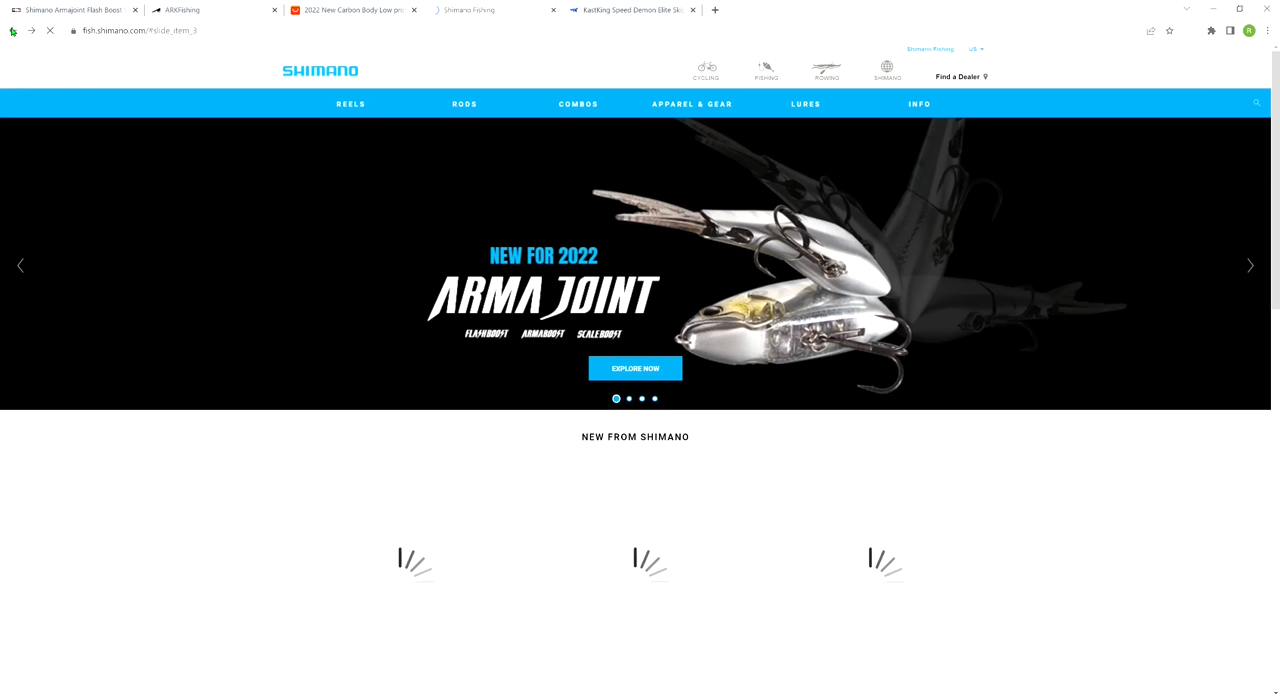 Shimano Armajoint Flash Boost
ARKFishing
2022 New Carbon Body Low pro
Shimano Fishing
KastKing Speed Demon Elite Ski
fish.shimano.com/#slide_item_3
R
Shimano Fishing US
SHIMANO
CYCLING FISHING ROWING SHIMANO
Find a Dealer
REELS RODS COMBOS APPAREL & GEAR LURES INFO
NEW FOR 2022
ARMA JOINT
FLASHBOOST ARMABOOST SCALEBOOST
EXPLORE NOW
NEW FROM SHIMANO